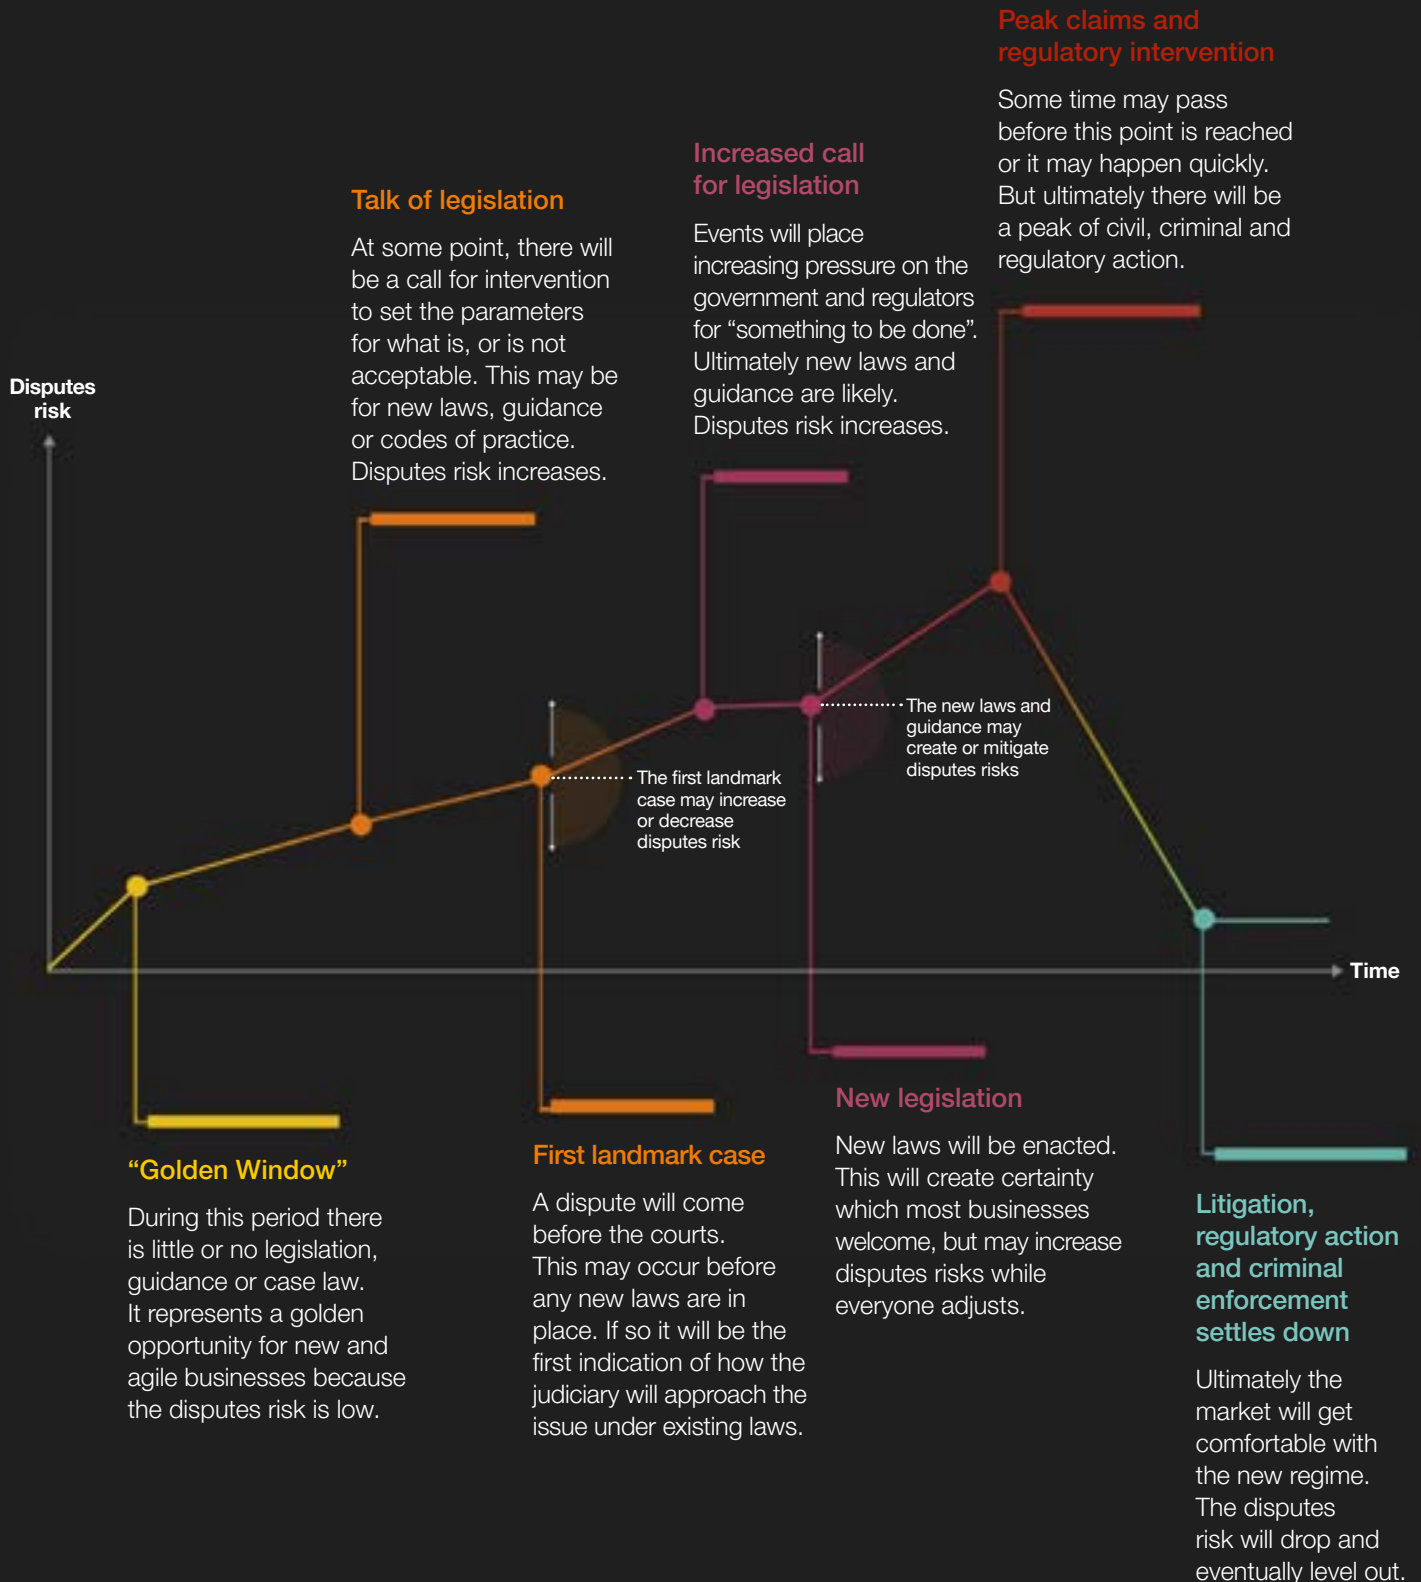 Peak claims and
regulatory intervention
Some time may pass
before this point is reached
or it may happen quickly.
But ultimately there will be
a peak of civil, criminal and
regulatory action.
Increased call
for legislation
Events will place
increasing pressure on the
government and regulators
for “something to be done”.
Ultimately new laws and
guidance are likely.
Disputes risk increases.
Talk of legislation
At some point, there will
be a call for intervention
to set the parameters
for what is, or is not
acceptable. This may be
for new laws, guidance
or codes of practice.
Disputes risk increases.
Disputes
risk
The new laws and
guidance may
create or mitigate
disputes risks
The first landmark
case may increase
or decrease
disputes risk
Time
“Golden Window”
During this period there
is little or no legislation,
guidance or case law.
It represents a golden
opportunity for new and
agile businesses because
the disputes risk is low.
First landmark case
A dispute will come
before the courts.
This may occur before
any new laws are in
place. If so it will be the
first indication of how the
judiciary will approach the
issue under existing laws.
New legislation
New laws will be enacted.
This will create certainty
which most businesses
welcome, but may increase
disputes risks while
everyone adjusts.
Litigation,
regulatory action
and criminal
enforcement
settles down
Ultimately the
market will get
comfortable with
the new regime.
The disputes
risk will drop and
eventually level out.